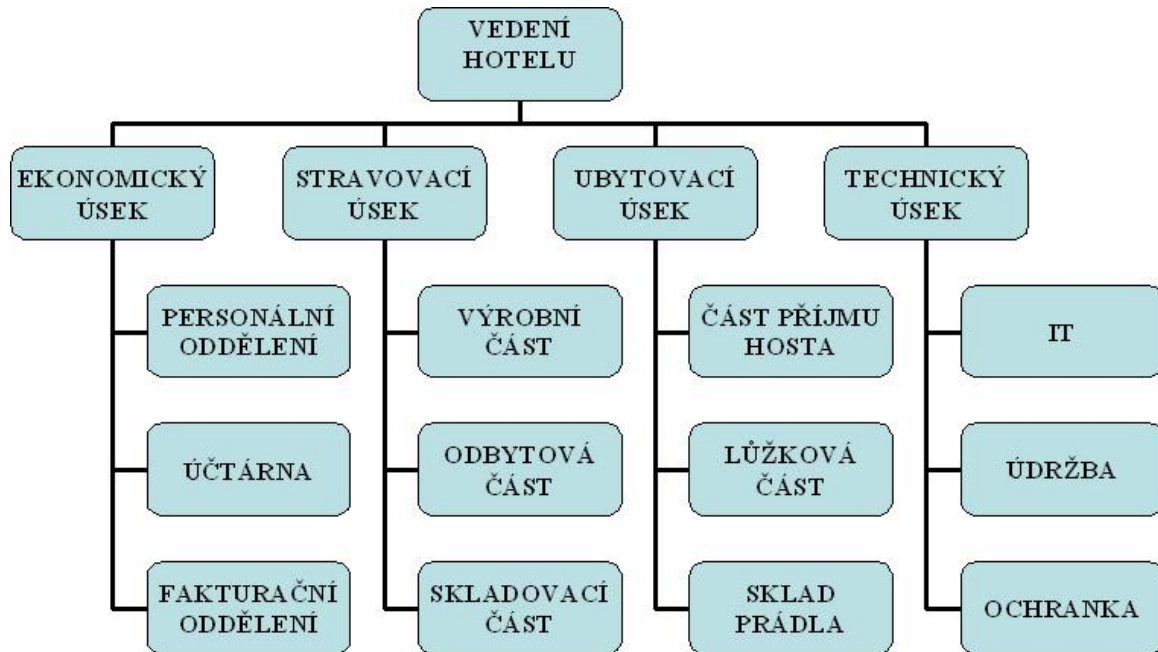 VEDENÍ
HOTELU
EKONOMICKÝ
ÚSEK
STRAVOVACÍ
ÚSEK
UBYTOVACÍ
ÚSEK
TECHNICKÝ
ÚSEK
PERSONÁLNÍ
ODDĚLENÍ
VÝROBNÍ
ČÁST
ČÁST PŘÍJMU
HOSTA
IT
ÚČTÁRNA
ODBYTOVÁ
ČÁST
LŮŽKOVÁ
ČÁST
ÚDRŽBA
FAKTURAČNÍ
ODDĚLENÍ
SKLADOVACÍ
ČÁST
SKLAD
PRÁDLA
OCHRANKA